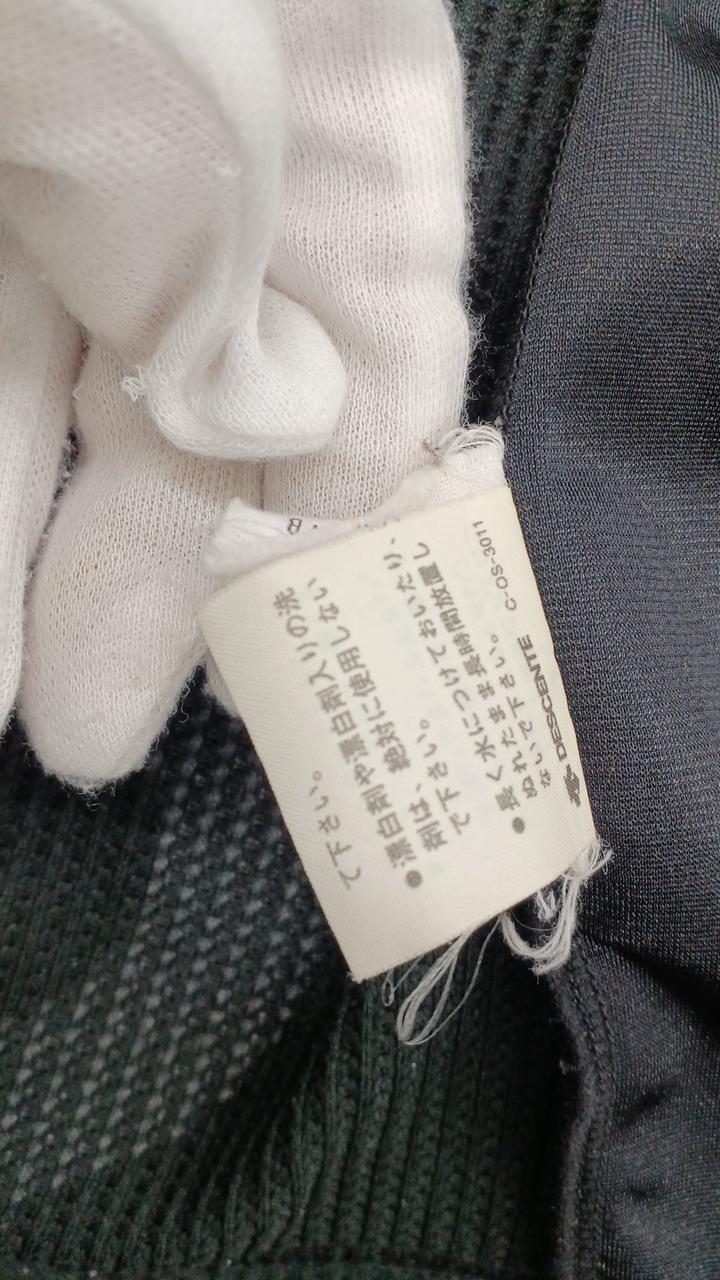 て下さい。
●漂白剤や漂白剤入りの洗
剤は、絶対に使用しない
で下さい。
●長く水につけておいたり、
ぬれたまま長時間放置し
ないで下さい。
DESCENTE C-OS-3011